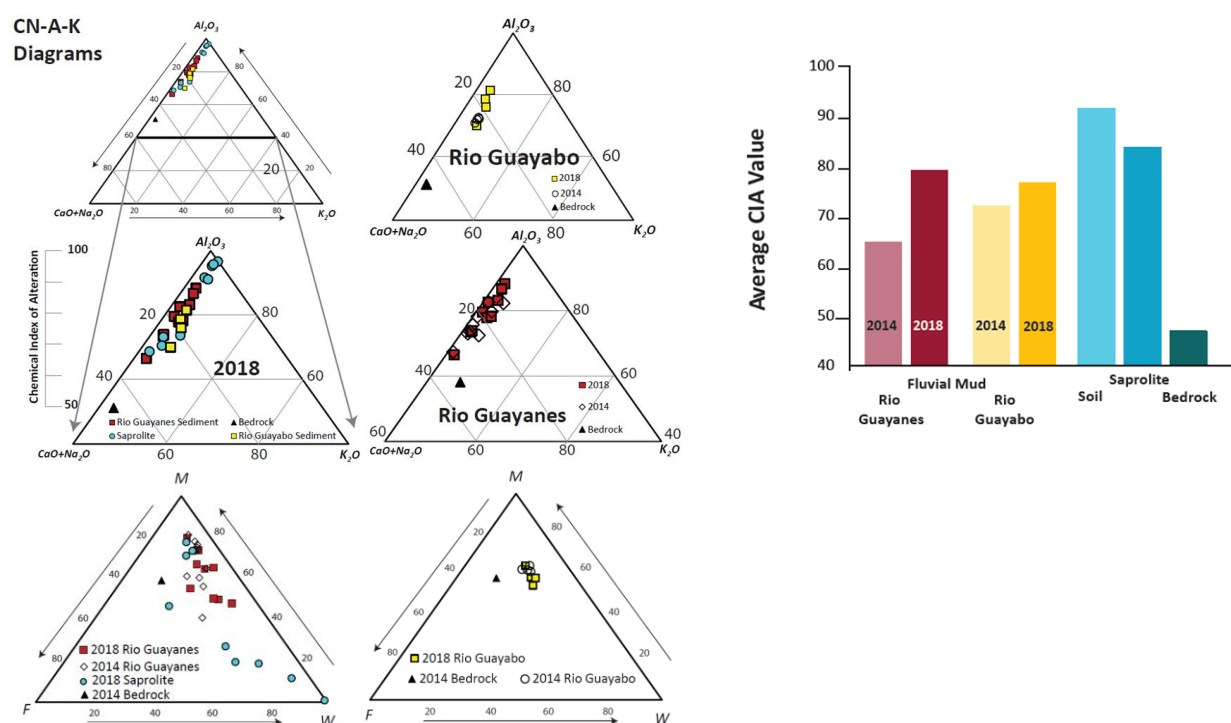 CN-A-K
Diagrams
Al₂O₃
20
80
40
60
60
40
80
20
20
40
60
80
CaO+Na₂O
K₂O
Al₂O₃
20
80
40
60
Rio Guayabo
2018
2014
Bedrock
CaO+Na₂O
60
80
K₂O
Chemical Index of Alteration
100
50
Al₂O₃
20
80
40
60
2018
Rio Guayanes Sediment
Bedrock
Saprolite
Rio Guayabo Sediment
CaO+Na₂O
60
80
K₂O
Al₂O₃
20
80
40
60
Rio Guayanes
2018
2014
Bedrock
60
40
CaO+Na₂O
60
80
K₂O
M
20
80
40
60
60
40
80
20
2018 Rio Guayanes
2014 Rio Guayanes
2018 Saprolite
2014 Bedrock
F
W
20
40
60
80
M
20
80
40
60
60
40
80
20
2018 Rio Guayabo
2014 Bedrock
2014 Rio Guayabo
F
W
20
40
60
80
Average CIA Value
100
90
80
70
60
50
40
2014
2018
2014
2018
Fluvial Mud
Rio
Guayanes
Rio
Guayabo
Soil
Saprolite
Bedrock